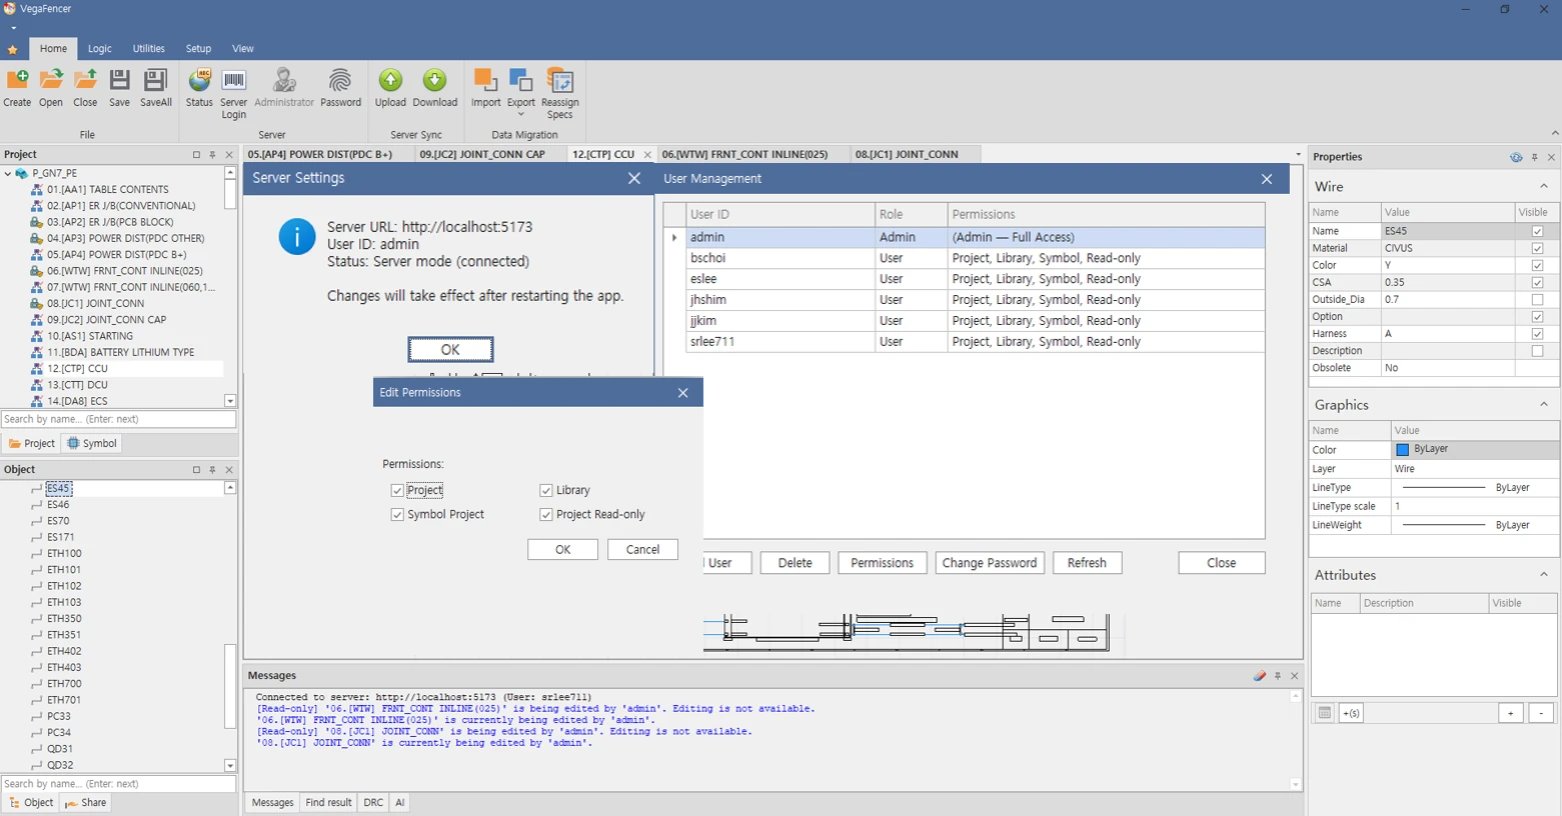 VegaFencer
Home Logic Utilities Setup View
Create Open Close Save SaveAll Status Server Login Administrator Password Upload Download Import Export Reassign Specs
File Server Server Sync Data Migration
Project
P_GN7_PE
01.[AA1] TABLE CONTENTS
02.[AP1] ER J/B(CONVENTIONAL)
03.[AP2] ER J/B(PCB BLOCK)
04.[AP3] POWER DIST(PDC OTHER)
05.[AP4] POWER DIST(PDC B+)
06.[WTW] FRNT_CONT INLINE(025)
07.[WTW] FRNT_CONT INLINE(060,1...
08.[JC1] JOINT_CONN
09.[JC2] JOINT_CONN CAP
10.[AS1] STARTING
11.[BDA] BATTERY LITHIUM TYPE
12.[CTP] CCU
13.[CTT] DCU
14.[DA8] ECS
Search by name... (Enter: next)
Project Symbol
Object
ES45
ES46
ES70
ES171
ETH100
ETH101
ETH102
ETH103
ETH350
ETH351
ETH402
ETH403
ETH700
ETH701
PC33
PC34
QD31
QD32
Search by name... (Enter: next)
Object Share
05.[AP4] POWER DIST(PDC B+) 09.[JC2] JOINT_CONN CAP 12.[CTP] CCU 06.[WTW] FRNT_CONT INLINE(025) 08.[JC1] JOINT_CONN
Server Settings
Server URL: http://localhost:5173
User ID: admin
Status: Server mode (connected)
Changes will take effect after restarting the app.
OK
Edit Permissions
Permissions:
Project Library
Symbol Project Project Read-only
OK Cancel
User Management
User ID Role Permissions
admin Admin (Admin — Full Access)
bschoi User Project, Library, Symbol, Read-only
eslee User Project, Library, Symbol, Read-only
jhshim User Project, Library, Symbol, Read-only
jjkim User Project, Library, Symbol, Read-only
srlee711 User Project, Library, Symbol, Read-only
User Delete Permissions Change Password Refresh Close
Messages
Connected to server: http://localhost:5173 (User: srlee711)
[Read-only] '06.[WTW] FRNT_CONT INLINE(025)' is being edited by 'admin'. Editing is not available.
'06.[WTW] FRNT_CONT INLINE(025)' is currently being edited by 'admin'.
[Read-only] '08.[JC1] JOINT_CONN' is being edited by 'admin'. Editing is not available.
'08.[JC1] JOINT_CONN' is currently being edited by 'admin'.
Messages Find result DRC AI
Properties
Wire
Name Value Visible
Name ES45
Material CIVUS
Color Y
CSA 0.35
Outside_Dia 0.7
Option
Harness A
Description
Obsolete No
Graphics
Name Value
Color ByLayer
Layer Wire
LineType ByLayer
LineType scale 1
LineWeight ByLayer
Attributes
Name Description Visible
+(s) + -